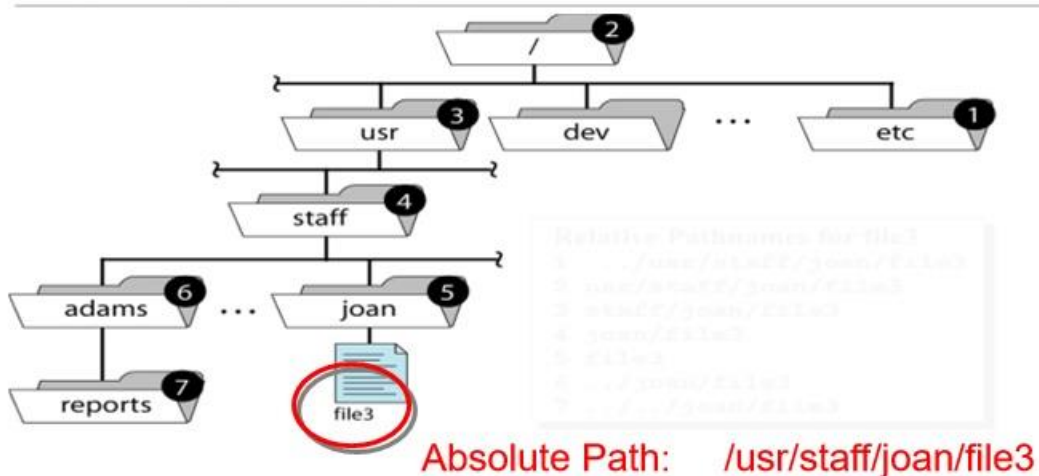 2
/
3
usr
dev
...
1
etc
4
staff
6
adams
...
5
joan
7
reports
file3
Relative Pathnames for file3
1 ../usr/staff/joan/file3
2 usr/staff/joan/file3
3 staff/joan/file3
4 joan/file3
5 file3
6 ../joan/file3
7 ../../joan/file3
Absolute Path: /usr/staff/joan/file3